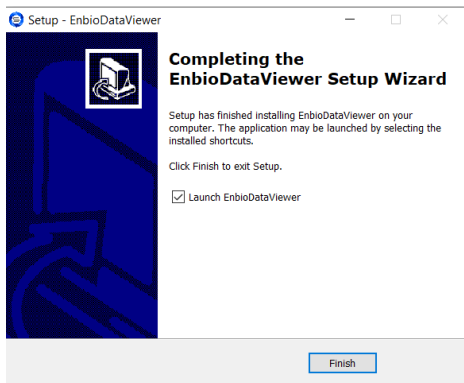 Setup - EnbioDataViewer
Completing the
EnbioDataViewer Setup Wizard
Setup has finished installing EnbioDataViewer on your
computer. The application may be launched by selecting the
installed shortcuts.
Click Finish to exit Setup.
Launch EnbioDataViewer
Finish